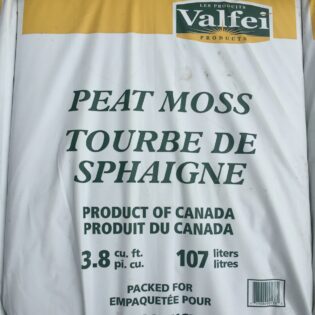 LES PRODUITS
Valfei
PRODUCTS
PEAT MOSS
TOURBE DE
SPHAIGNE
PRODUCT OF CANADA
PRODUIT DU CANADA
3.8 cu. ft. 107 liters
pi. cu. litres
PACKED FOR
EMPAQUETÉE POUR